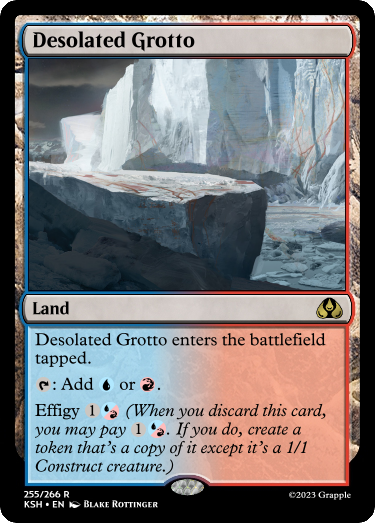 Desolated Grotto
Land
Desolated Grotto enters the battlefield
tapped.
: Add or .
Effigy 1 (When you discard this card,
you may pay 1 . If you do, create a
token that's a copy of it except it's a 1/1
Construct creature.)
255/266 R
KSH • EN Blake Rottinger
©2023 Grapple